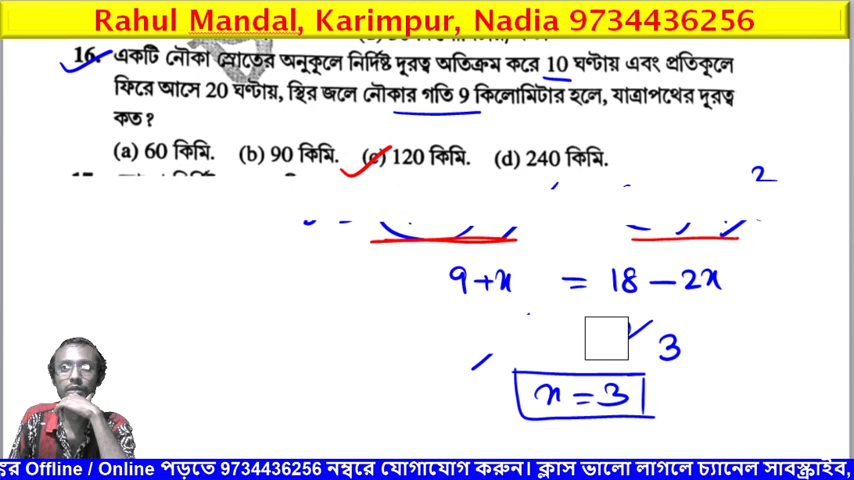 Rahul Mandal, Karimpur, Nadia 9734436256
16. একটি নৌকা স্রোতের অনুকূলে নির্দিষ্ট দূরত্ব অতিক্রম করে 10 ঘণ্টায় এবং প্রতিকূলে
ফিরে আসে 20 ঘণ্টায়, স্থির জলে নৌকার গতি 9 কিলোমিটার হলে, যাত্রাপথের দূরত্ব
কত?
(a) 60 কিমি. (b) 90 কিমি. (c) 120 কিমি. (d) 240 কিমি.
2
9+x = 18-2x
3
x = 3
Offline / Online পড়তে 9734436256 নম্বরে যোগাযোগ করুন। ক্লাস ভালো লাগলে চ্যানেল সাবস্ক্রাইব,